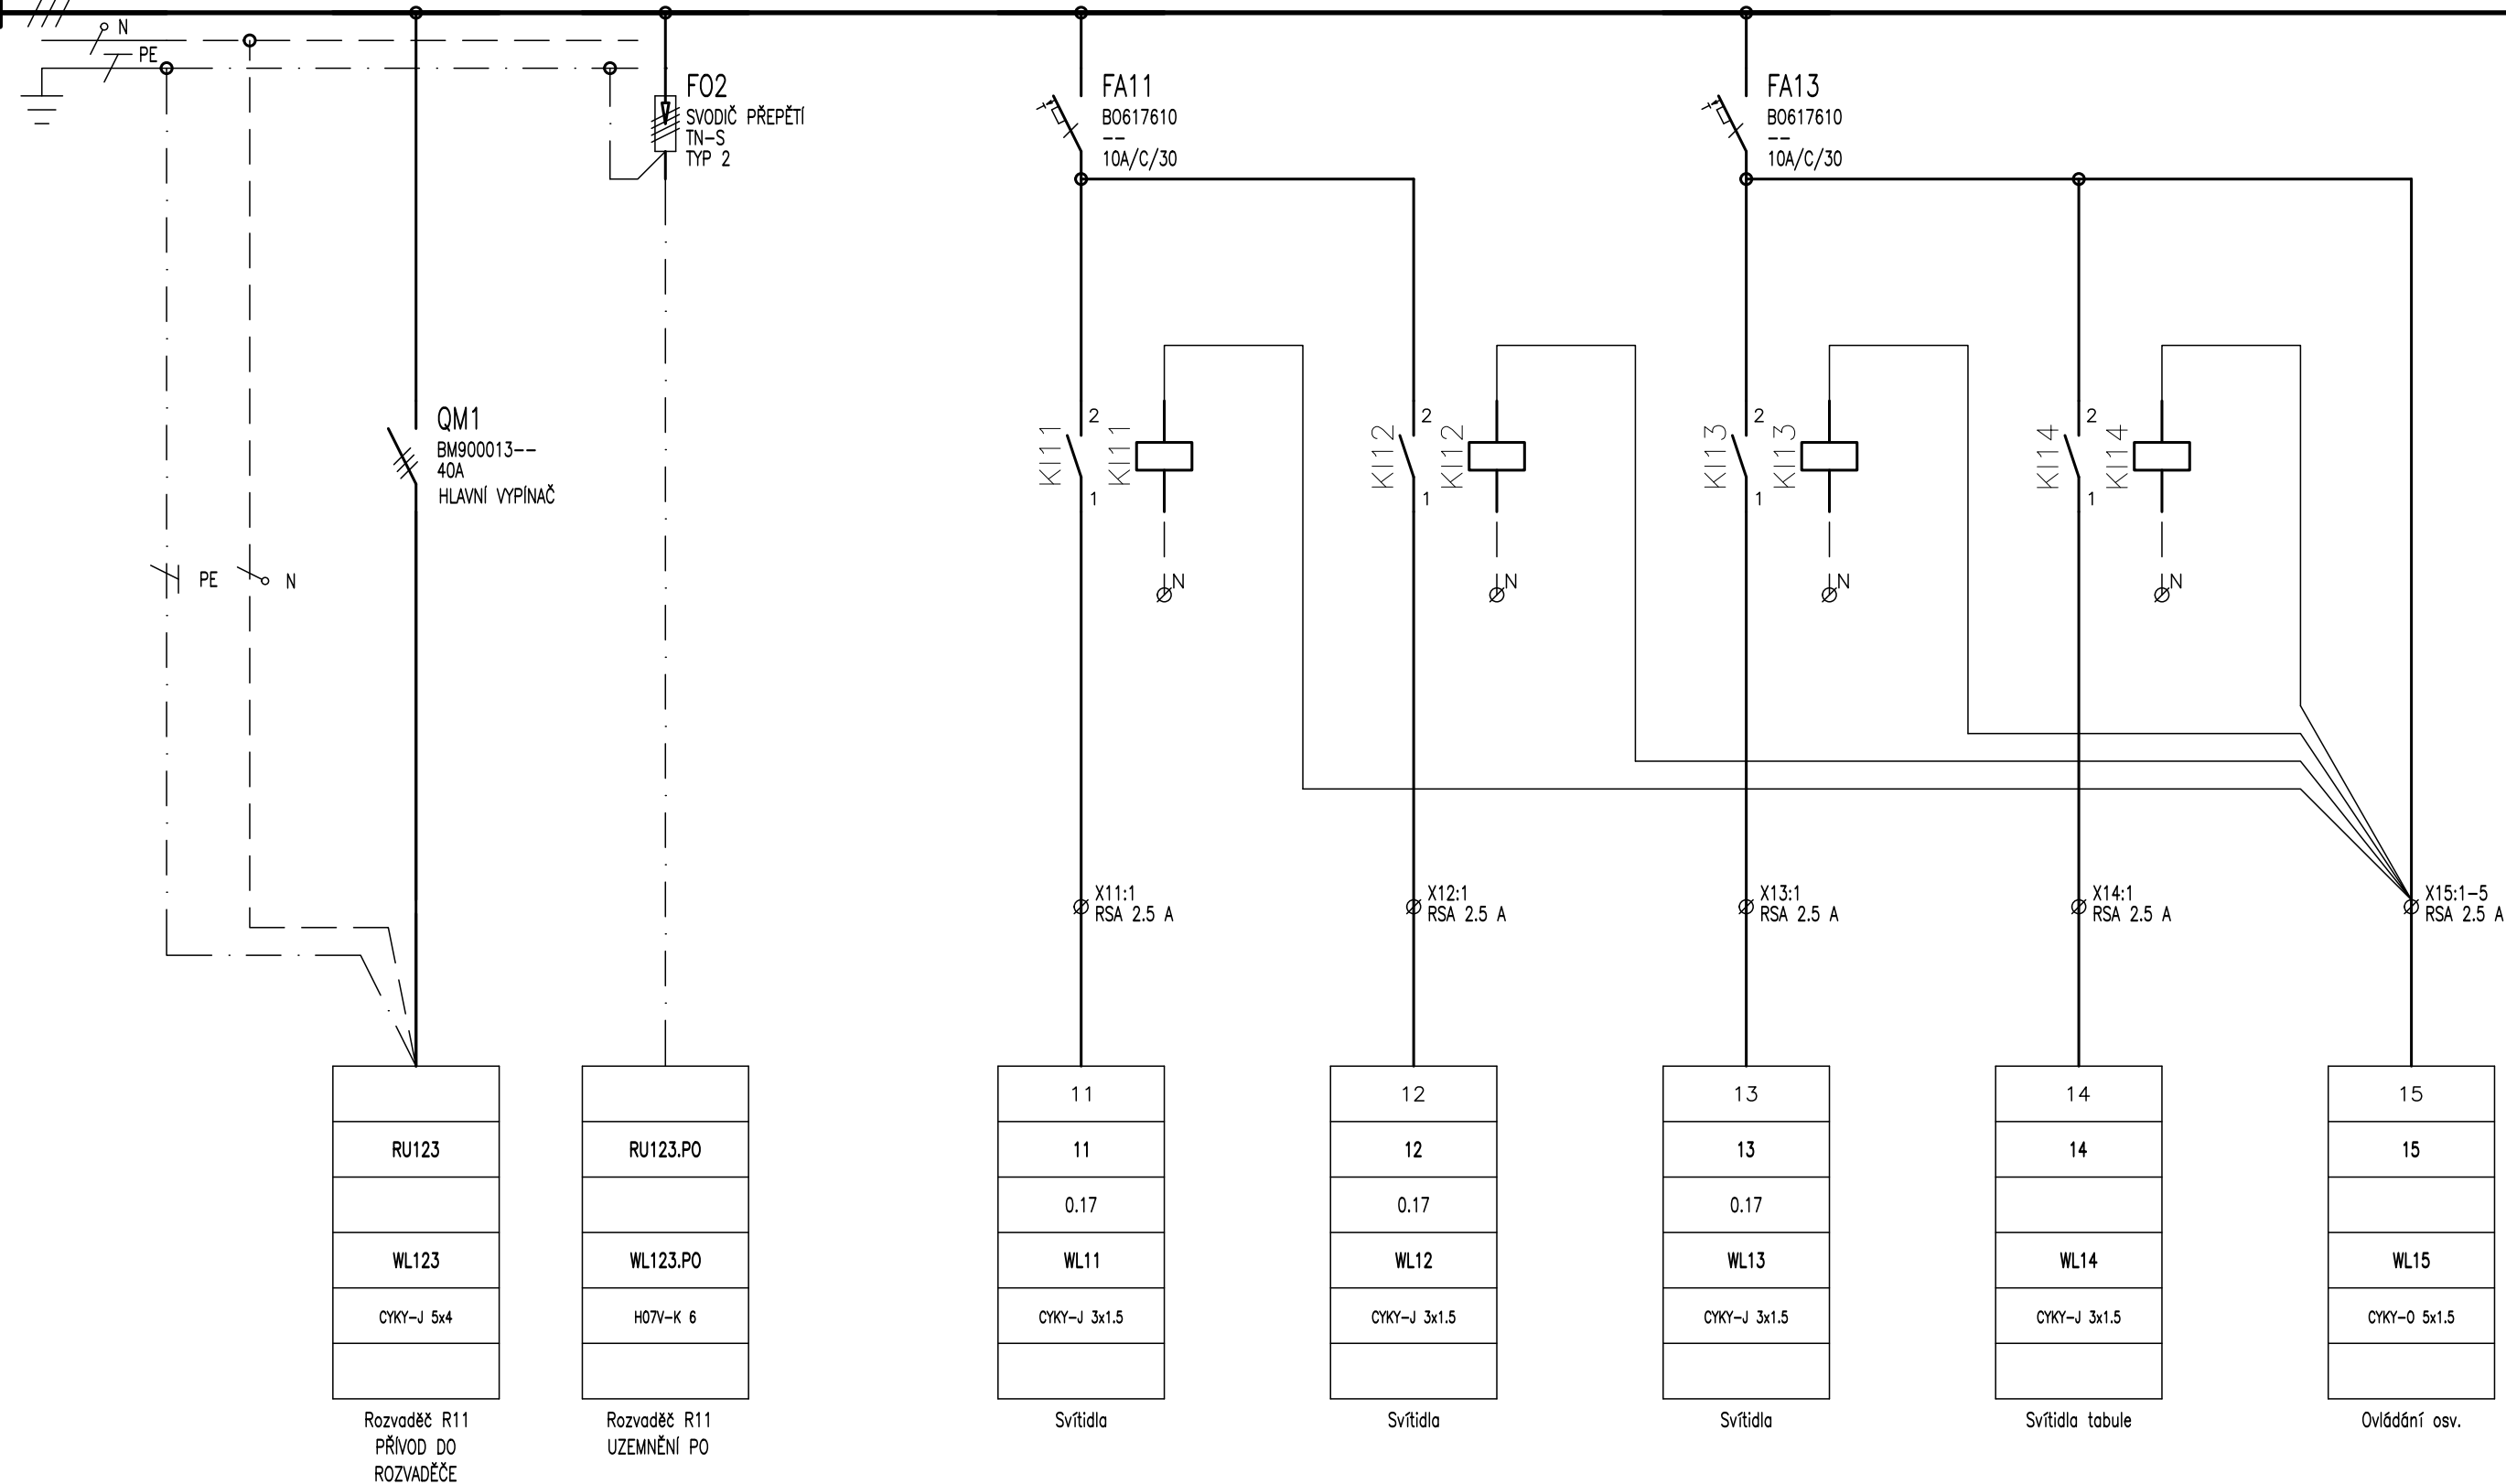 N
PE
FO2
SVODIČ PŘEPĚTÍ
TN-S
TYP 2
FA11
BO617610
--
10A/C/30
FA13
BO617610
--
10A/C/30
QM1
BM900013--
40A
HLAVNÍ VYPÍNAČ
KI11
2
1
KI11
N
KI12
2
1
KI12
N
KI13
2
1
KI13
N
KI14
2
1
KI14
N
PE
N
X11:1
RSA 2.5 A
X12:1
RSA 2.5 A
X13:1
RSA 2.5 A
X14:1
RSA 2.5 A
X15:1-5
RSA 2.5 A
RU123
WL123
CYKY-J 5x4
Rozvaděč R11
PŘÍVOD DO
ROZVADĚČE
RU123.PO
WL123.PO
H07V-K 6
Rozvaděč R11
UZEMNĚNÍ PO
11
11
0.17
WL11
CYKY-J 3x1.5
Svítidla
12
12
0.17
WL12
CYKY-J 3x1.5
Svítidla
13
13
0.17
WL13
CYKY-J 3x1.5
Svítidla
14
14
WL14
CYKY-J 3x1.5
Svítidla tabule
15
15
WL15
CYKY-O 5x1.5
Ovládání osv.